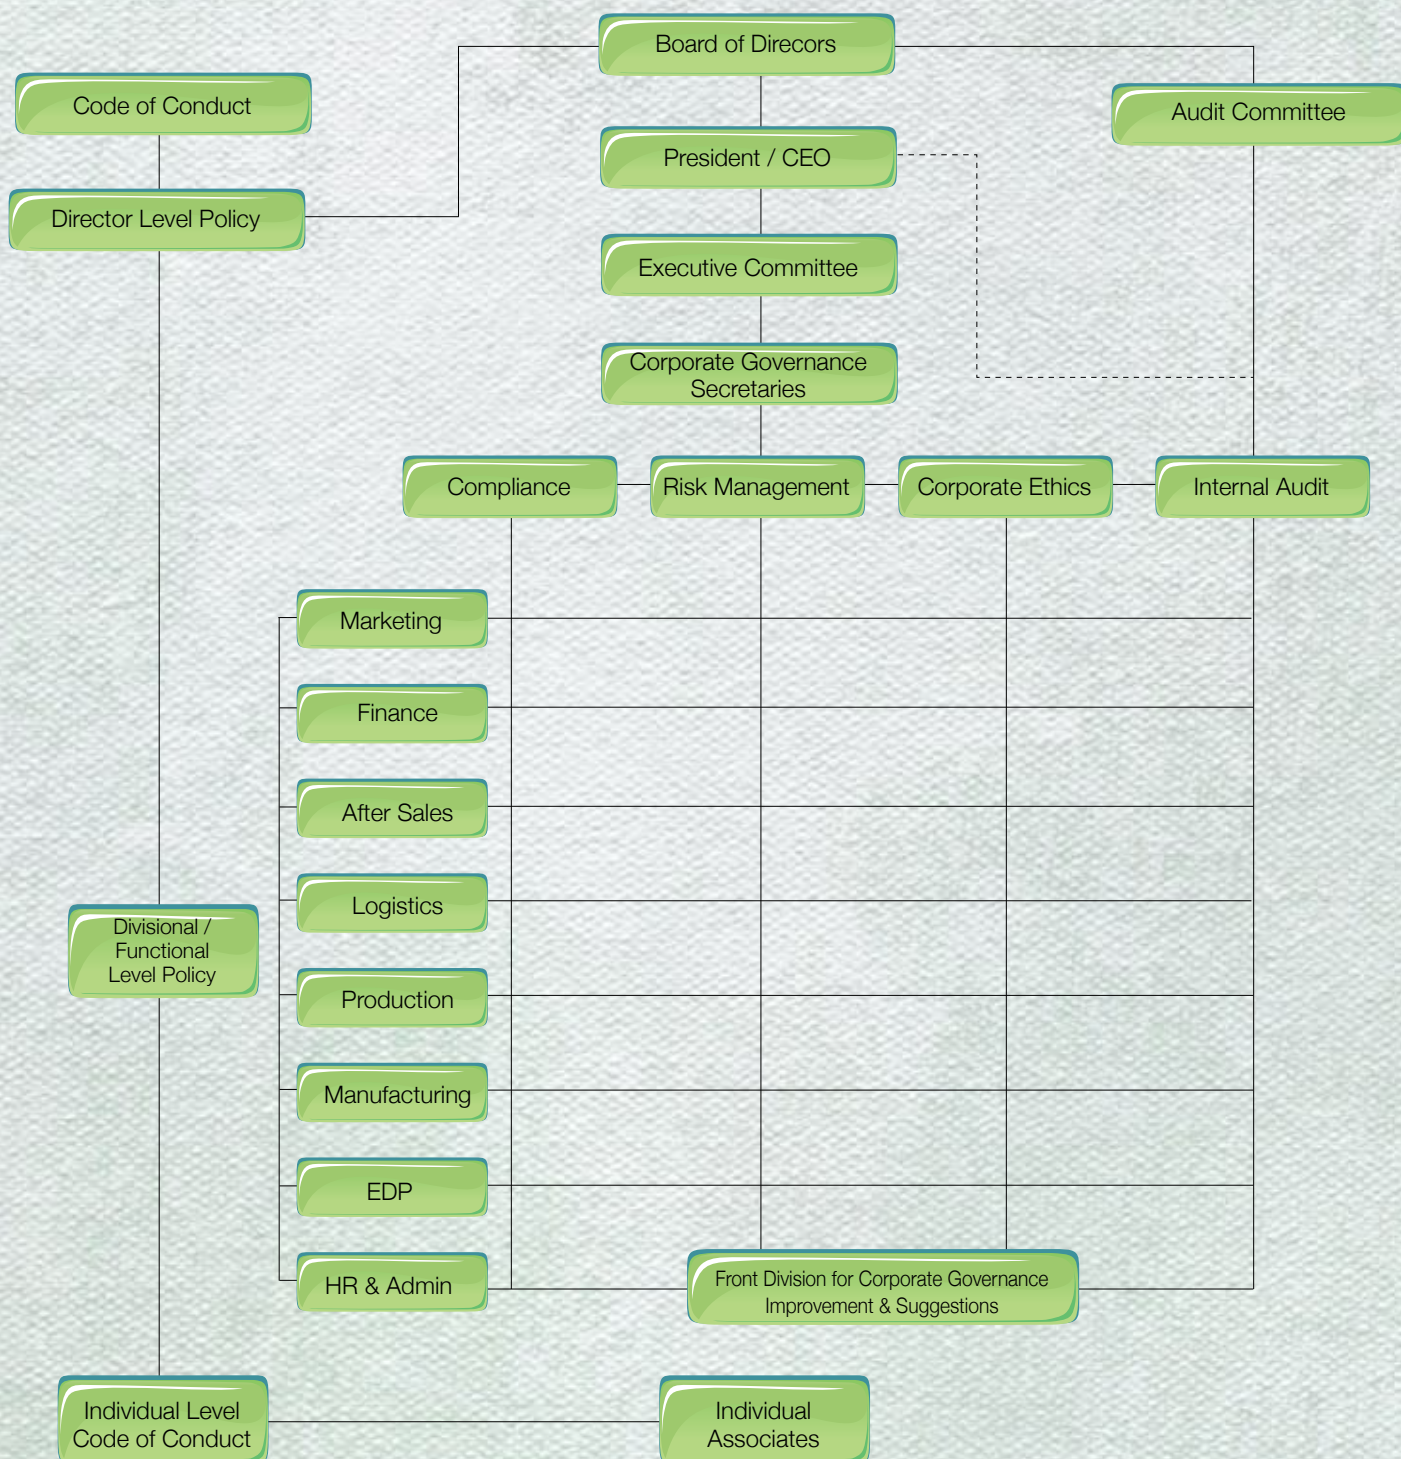 Board of Direcors
Code of Conduct
Audit Committee
President / CEO
Director Level Policy
Executive Committee
Corporate Governance
Secretaries
Compliance
Risk Management
Corporate Ethics
Internal Audit
Marketing
Finance
After Sales
Logistics
Divisional /
Functional
Level Policy
Production
Manufacturing
EDP
HR & Admin
Front Division for Corporate Governance
Improvement & Suggestions
Individual Level
Code of Conduct
Individual
Associates